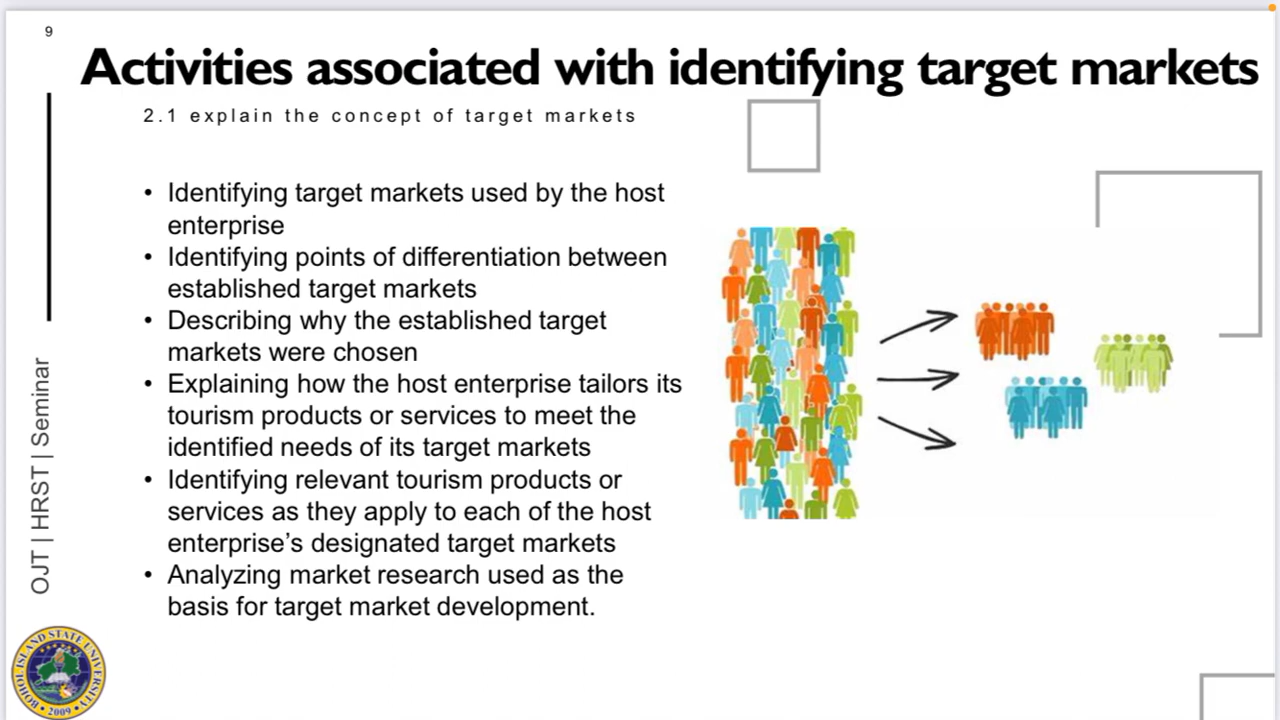 9
Activities associated with identifying target markets
2.1 explain the concept of target markets
• Identifying target markets used by the host
enterprise
• Identifying points of differentiation between
established target markets
• Describing why the established target
markets were chosen
• Explaining how the host enterprise tailors its
tourism products or services to meet the
identified needs of its target markets
• Identifying relevant tourism products or
services as they apply to each of the host
enterprise’s designated target markets
• Analyzing market research used as the
basis for target market development.
OJT | HRST | Seminar
BOHOL ISLAND STATE UNIVERSITY
• 2009 •